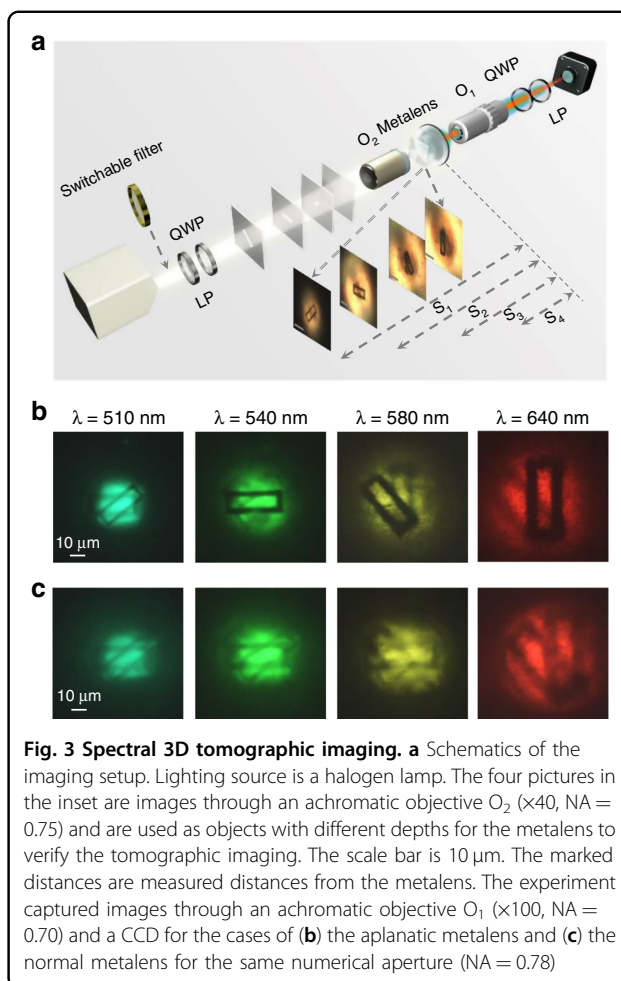 a
Switchable filter
QWP
LP
O₂ Metalens
O₁
QWP
LP
S₁
S₂
S₃
S₄
b
λ = 510 nm
λ = 540 nm
λ = 580 nm
λ = 640 nm
10 μm
c
10 μm
Fig. 3 Spectral 3D tomographic imaging. a Schematics of the
imaging setup. Lighting source is a halogen lamp. The four pictures in
the inset are images through an achromatic objective O₂ (×40, NA =
0.75) and are used as objects with different depths for the metalens to
verify the tomographic imaging. The scale bar is 10 μm. The marked
distances are measured distances from the metalens. The experiment
captured images through an achromatic objective O₁ (×100, NA =
0.70) and a CCD for the cases of (b) the aplanatic metalens and (c) the
normal metalens for the same numerical aperture (NA = 0.78)